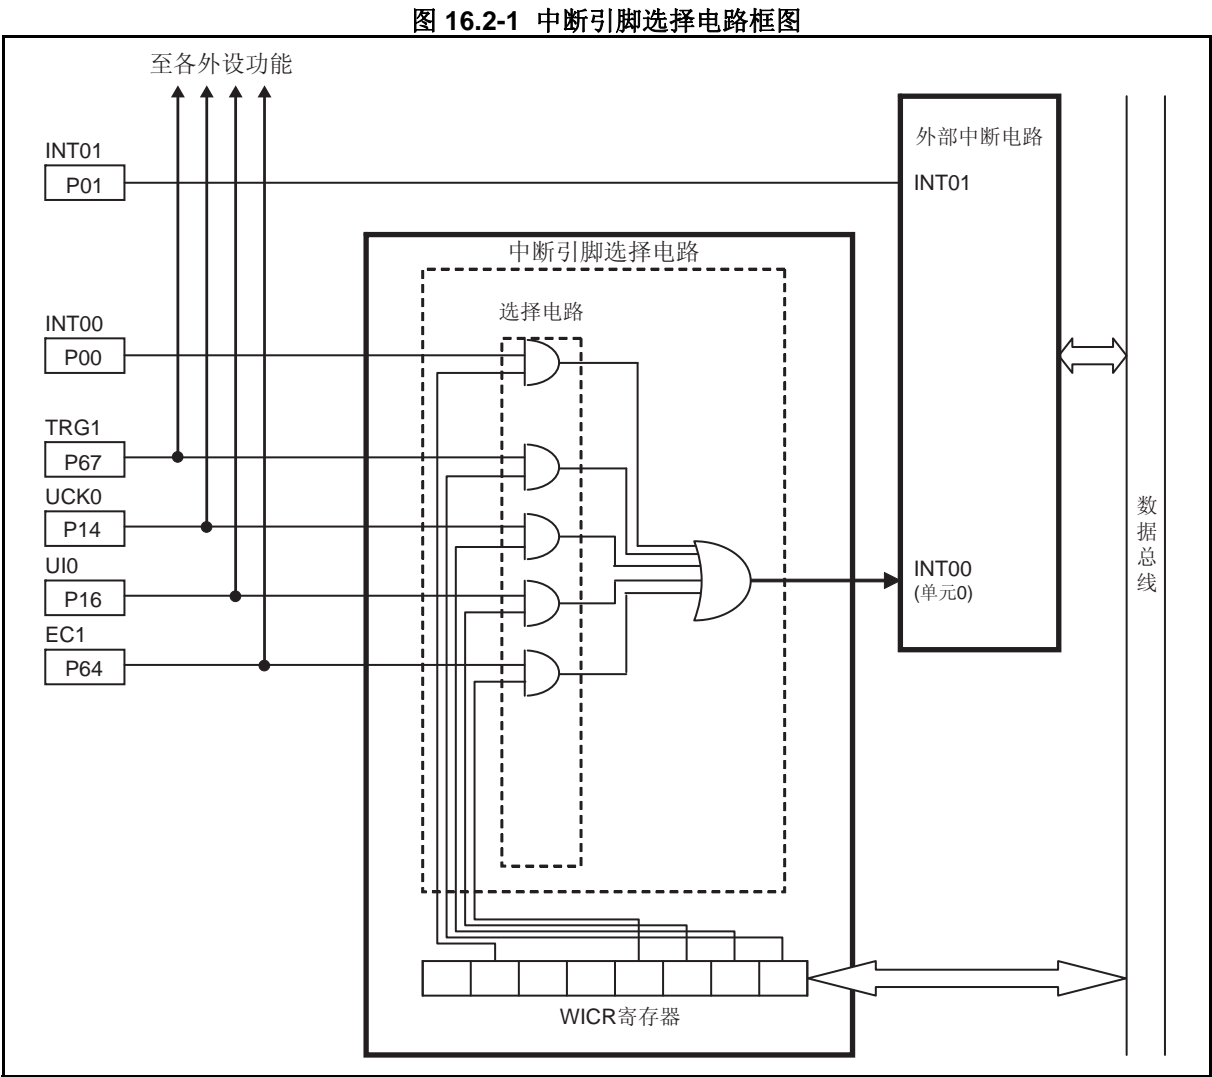 图 16.2-1 中断引脚选择电路框图
至各外设功能
INT01
P01
外部中断电路
INT01
中断引脚选择电路
选择电路
INT00
P00
TRG1
P67
UCK0
P14
UI0
P16
EC1
P64
INT00
(单元0)
数据总线
WICR寄存器